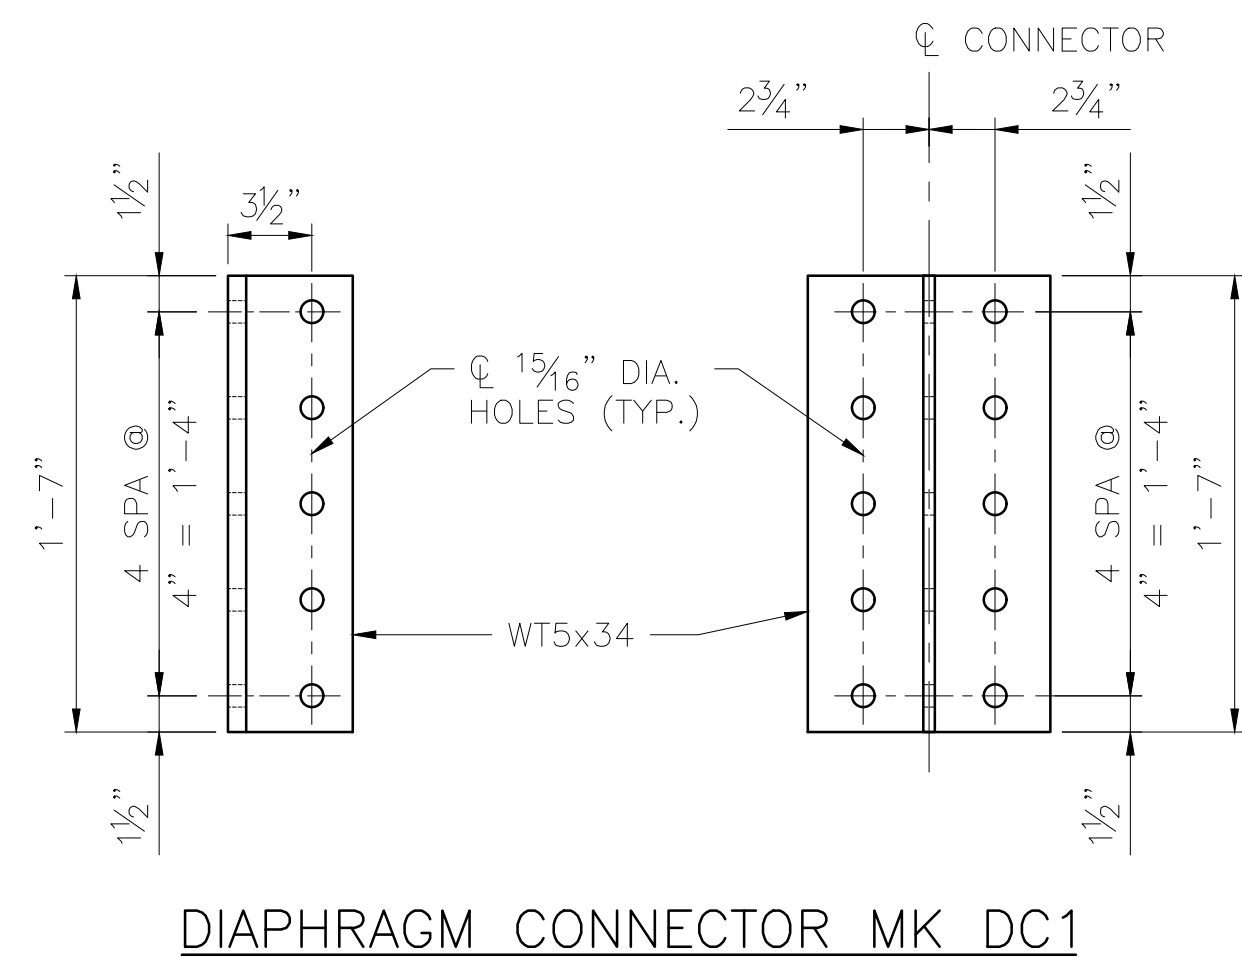 ℄ CONNECTOR
2¾" 2¾"
1½" 3½" 1½"
℄ 15/16" DIA.
HOLES (TYP.)
1'-7"
4 SPA @
4" = 1'-4"
4 SPA @
4" = 1'-4"
1'-7"
WT5x34
1½" 1½"
DIAPHRAGM CONNECTOR MK DC1